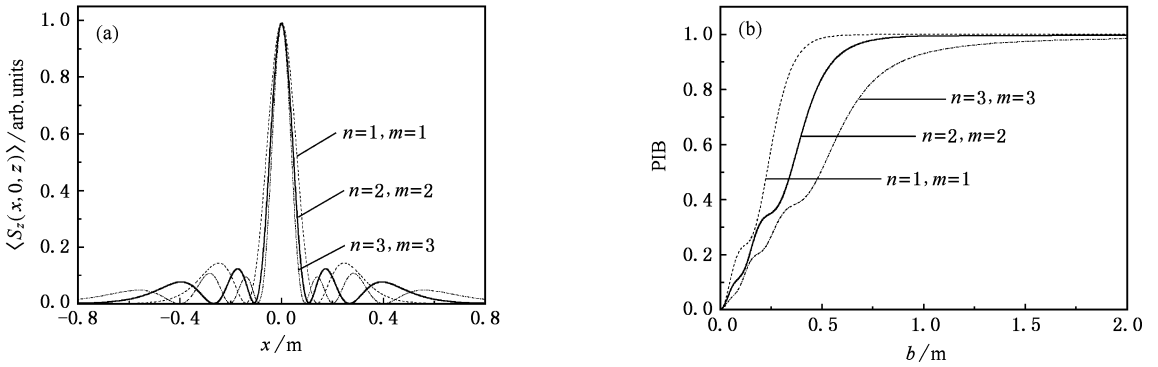 (a)
⟨S_z(x,0,z)⟩/arb.units
1.0
0.8
0.6
0.4
0.2
0.0
n=1,m=1
n=2,m=2
n=3,m=3
−0.8
−0.4
0.0
0.4
0.8
x/m
(b)
PIB
1.0
0.8
0.6
0.4
0.2
0
n=3,m=3
n=2,m=2
n=1,m=1
0.0
0.5
1.0
1.5
2.0
b/m